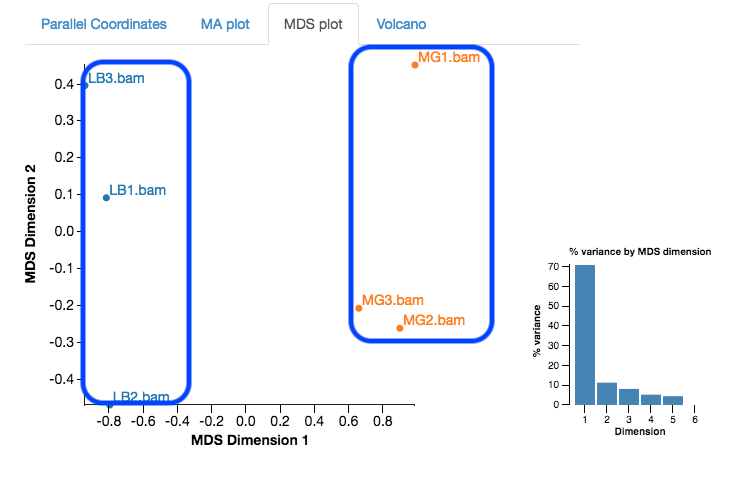 Parallel Coordinates MA plot MDS plot Volcano
MDS Dimension 2
0.4
0.3
0.2
0.1
0.0
-0.1
-0.2
-0.3
-0.4
LB3.bam
MG1.bam
LB1.bam
MG3.bam
MG2.bam
LB2.bam
-0.8 -0.6 -0.4 -0.2 0.0 0.2 0.4 0.6 0.8
MDS Dimension 1
% variance by MDS dimension
% variance
70
60
50
40
30
20
10
0
1 2 3 4 5 6
Dimension